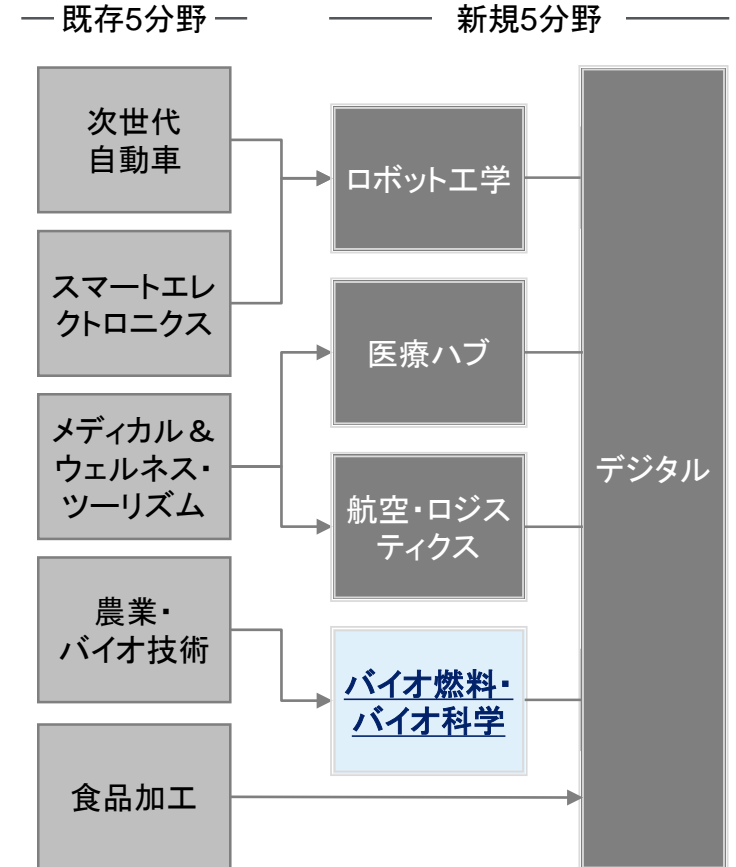 既存5分野
新規5分野
次世代
自動車
スマートエレ
クトロニクス
メディカル＆
ウェルネス・
ツーリズム
農業・
バイオ技術
食品加工
ロボット工学
医療ハブ
航空・ロジス
ティクス
バイオ燃料・
バイオ科学
デジタル